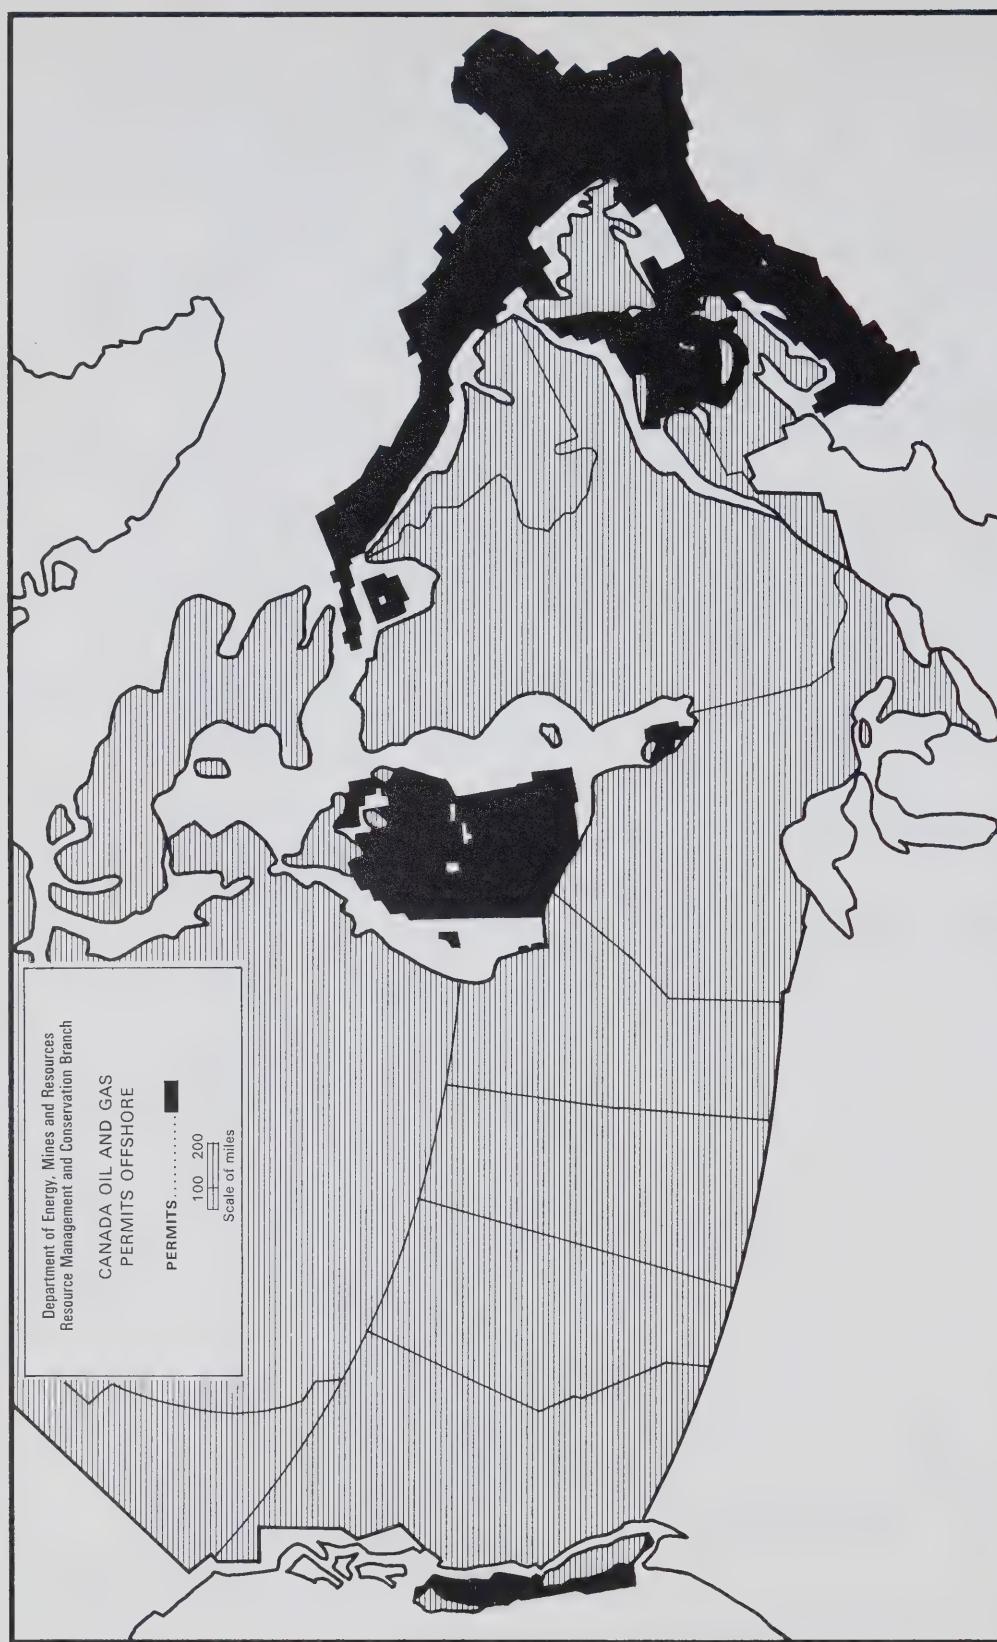 Department of Energy, Mines and Resources
Resource Management and Conservation Branch
CANADA OIL AND GAS
PERMITS OFFSHORE
PERMITS...........
100 200
Scale of miles